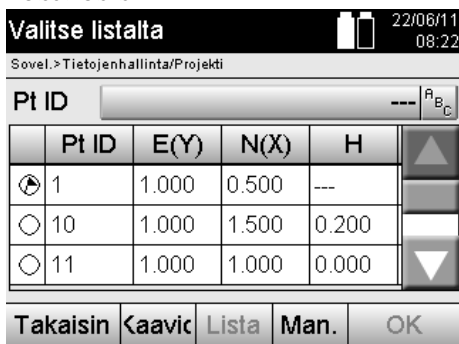 Valitse listalta 22/06/11
08:22
Sovel.>Tietojenhallinta/Projekti
Pt ID --- ABC
Pt ID E(Y) N(X) H
1 1.000 0.500 ---
10 1.000 1.500 0.200
11 1.000 1.000 0.000
Takaisin Kaavic Lista Man. OK